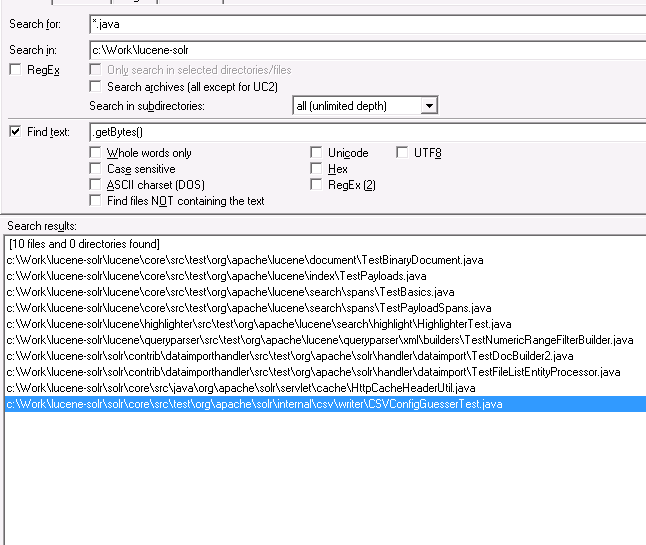 Search for: *.java
Search in: c:\Work\lucene-solr
RegEx Only search in selected directories/files
Search archives (all except for UC2)
Search in subdirectories: all (unlimited depth)
Find text: .getBytes()
Whole words only Unicode UTF8
Case sensitive Hex
ASCII charset (DOS) RegEx (2)
Find files NOT containing the text
Search results:
[10 files and 0 directories found]
c:\Work\lucene-solr\lucene\core\src\test\org\apache\lucene\document\TestBinaryDocument.java
c:\Work\lucene-solr\lucene\core\src\test\org\apache\lucene\index\TestPayloads.java
c:\Work\lucene-solr\lucene\core\src\test\org\apache\lucene\search\spans\TestBasics.java
c:\Work\lucene-solr\lucene\core\src\test\org\apache\lucene\search\spans\TestPayloadSpans.java
c:\Work\lucene-solr\lucene\highlighter\src\test\org\apache\lucene\search\highlight\HighlighterTest.java
c:\Work\lucene-solr\lucene\queryparser\src\test\org\apache\lucene\queryparser\xml\builders\TestNumericRangeFilterBuilder.java
c:\Work\lucene-solr\solr\contrib\dataimporthandler\src\test\org\apache\solr\handler\dataimport\TestDocBuilder2.java
c:\Work\lucene-solr\solr\contrib\dataimporthandler\src\test\org\apache\solr\handler\dataimport\TestFileListEntityProcessor.java
c:\Work\lucene-solr\solr\core\src\java\org\apache\solr\servlet\cache\HttpCacheHeaderUtil.java
c:\Work\lucene-solr\solr\core\src\test\org\apache\solr\internal\csv\writer\CSVConfigGuesserTest.java